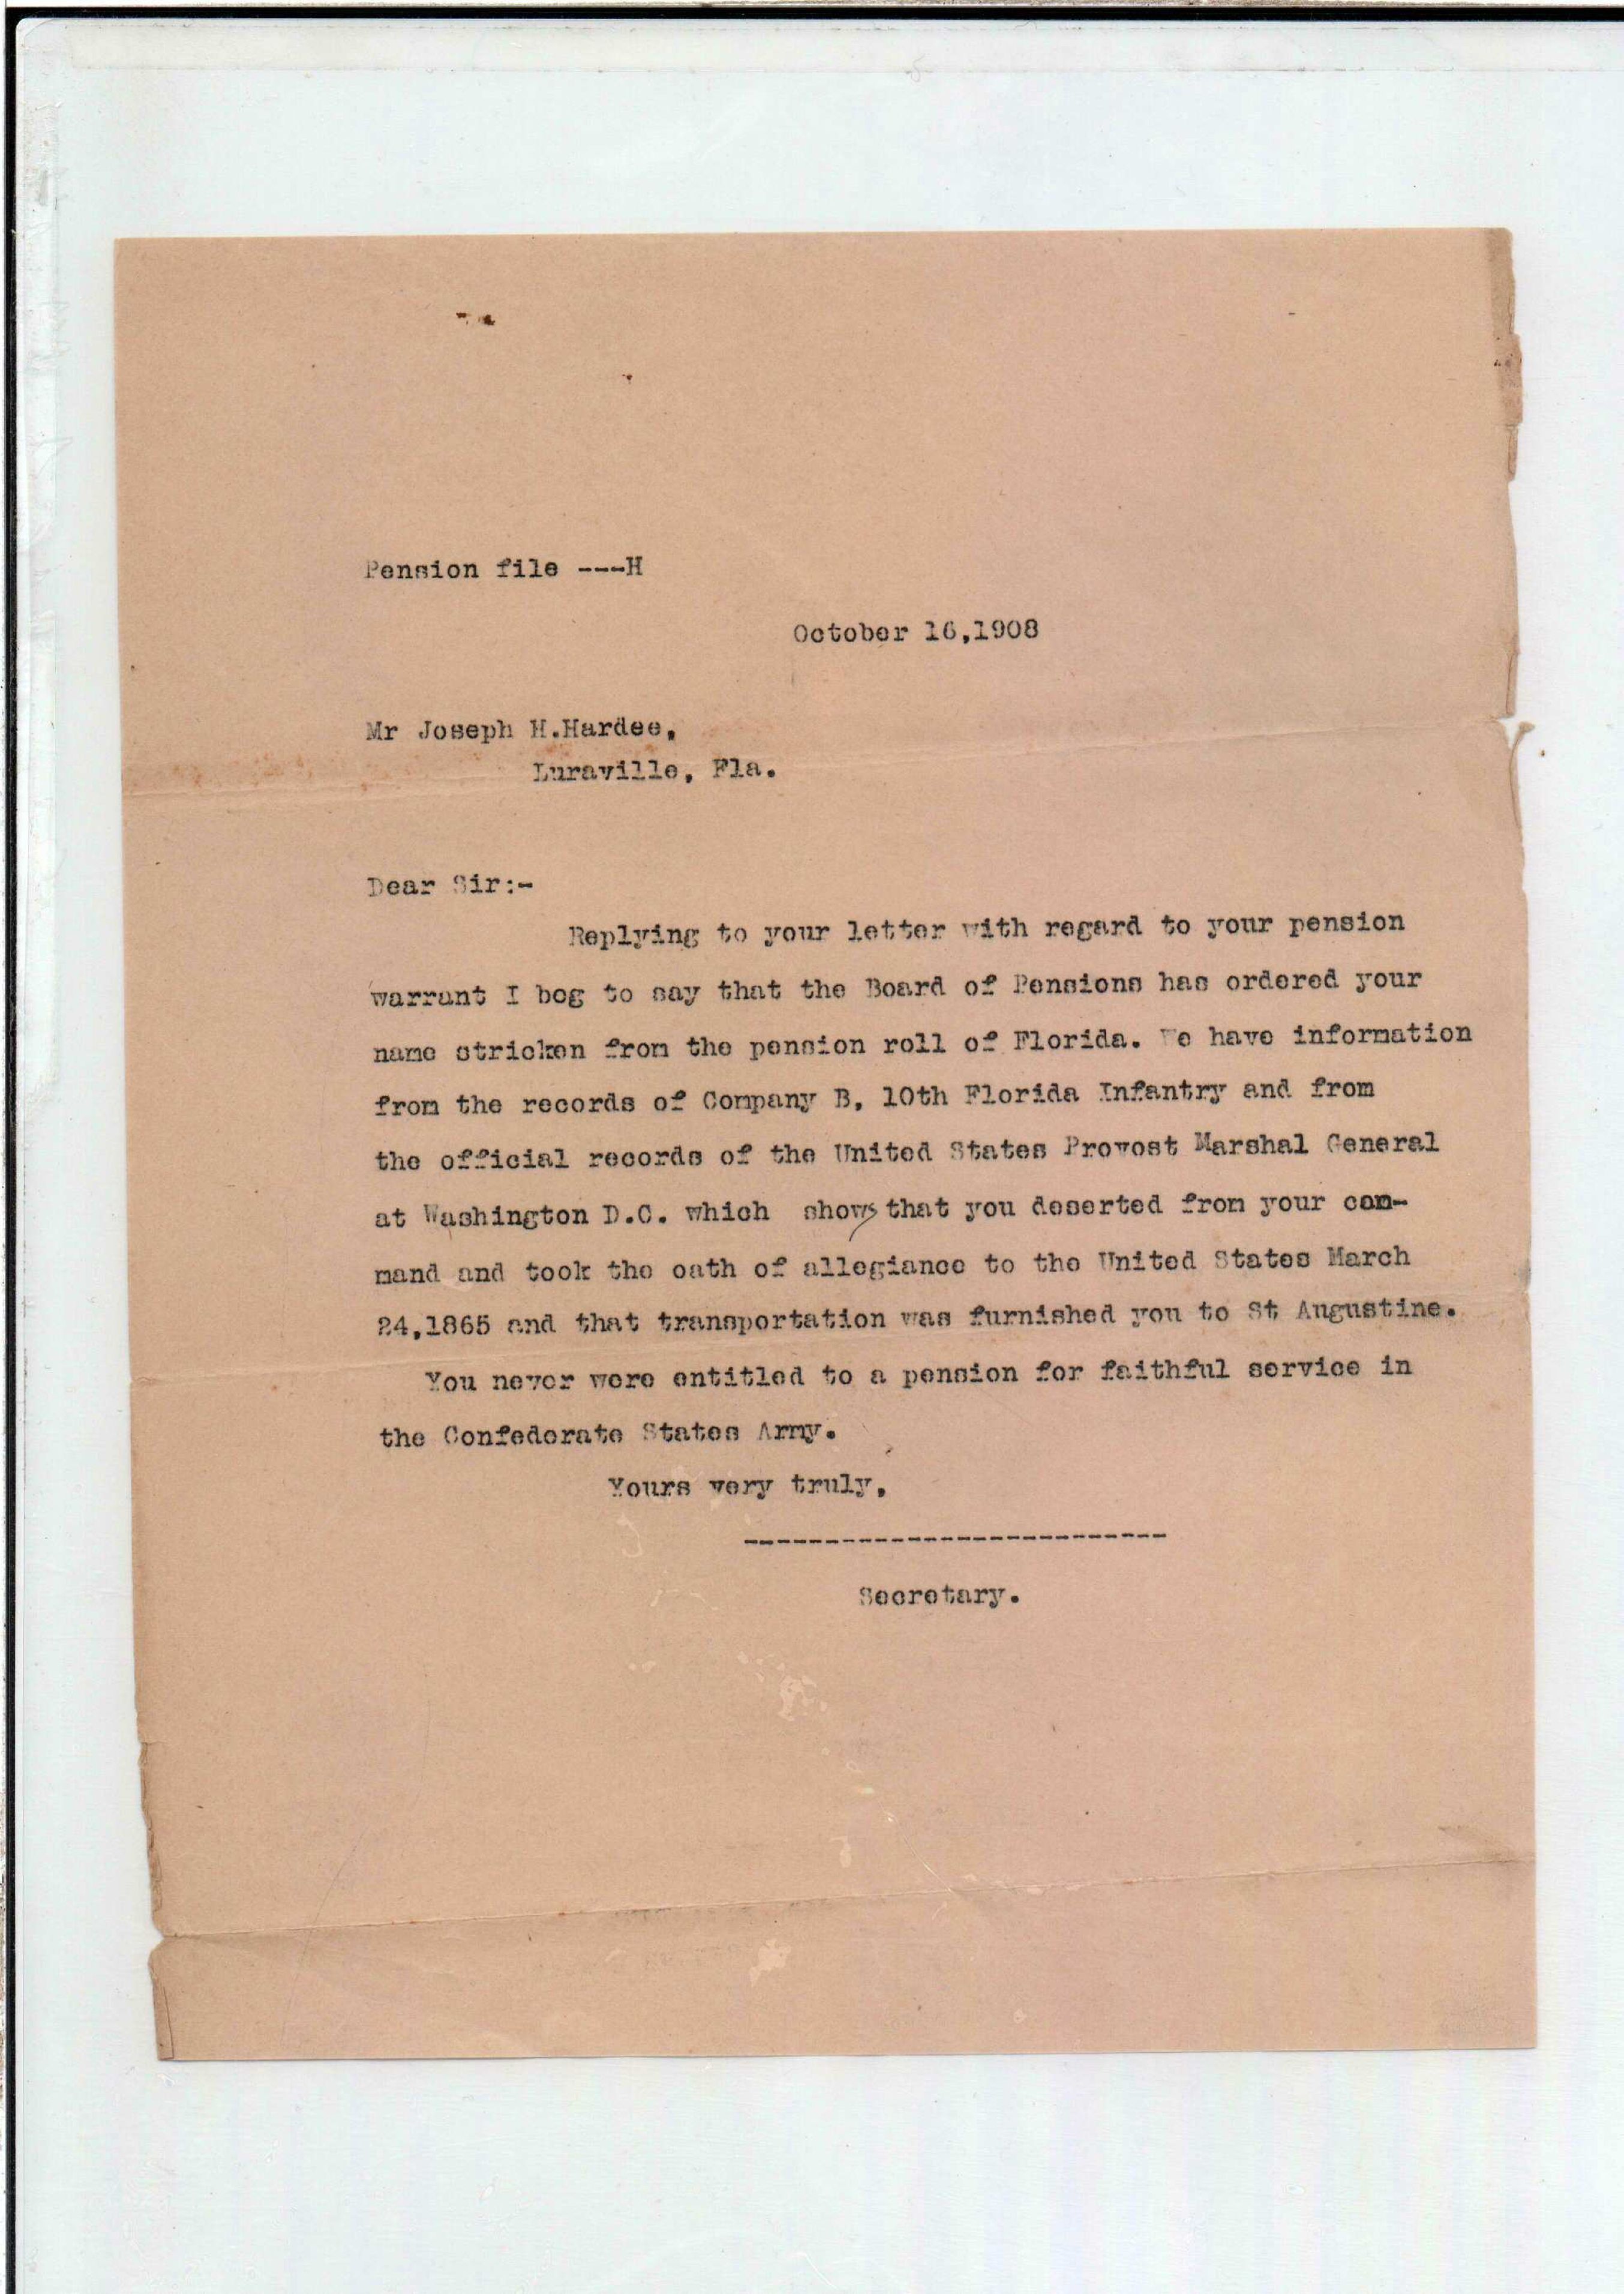 Pension file ---H
October 16,1908
Mr Joseph H.Hardee,
Luraville, Fla.
Dear Sir:-
Replying to your letter with regard to your pension
warrant I beg to say that the Board of Pensions has ordered your
name stricken from the pension roll of Florida. We have information
from the records of Company B, 10th Florida Infantry and from
the official records of the United States Provost Marshal General
at Washington D.C. which shows that you deserted from your com-
mand and took the oath of allegiance to the United States March
24,1865 and that transportation was furnished you to St Augustine.
You never were entitled to a pension for faithful service in
the Confederate States Army.
Yours very truly,
--------------------------
Secretary.